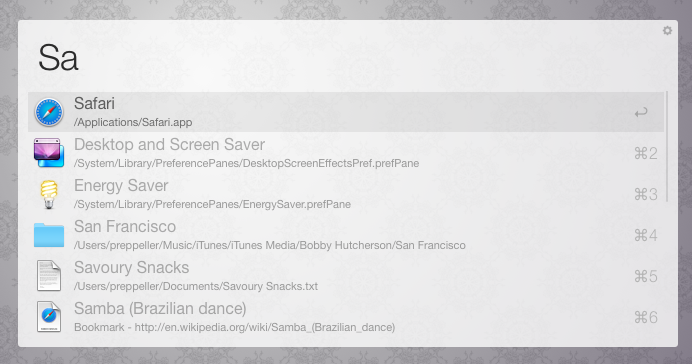 Sa
Safari
/Applications/Safari.app
↩
Desktop and Screen Saver
/System/Library/PreferencePanes/DesktopScreenEffectsPref.prefPane
⌘2
Energy Saver
/System/Library/PreferencePanes/EnergySaver.prefPane
⌘3
San Francisco
/Users/preppeller/Music/iTunes/iTunes Media/Bobby Hutcherson/San Francisco
⌘4
Savoury Snacks
/Users/preppeller/Documents/Savoury Snacks.txt
⌘5
Samba (Brazilian dance)
Bookmark - http://en.wikipedia.org/wiki/Samba_(Brazilian_dance)
⌘6